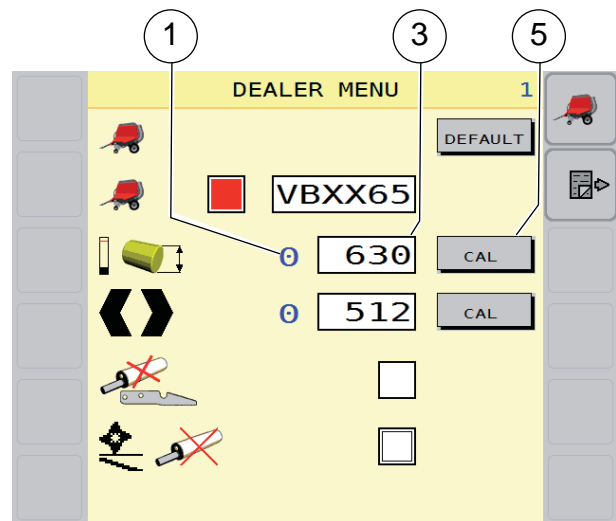 1 3 5
DEALER MENU 1
DEFAULT
VBXX65
0 630 CAL
0 512 CAL